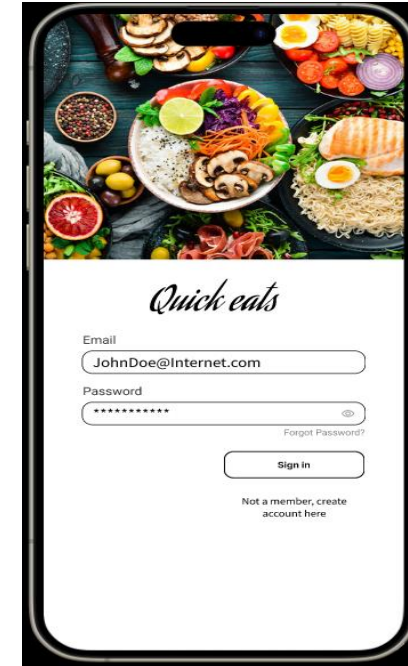 Quick eats
Email
JohnDoe@Internet.com
Password
***********
Forgot Password?
Sign in
Not a member, create
account here